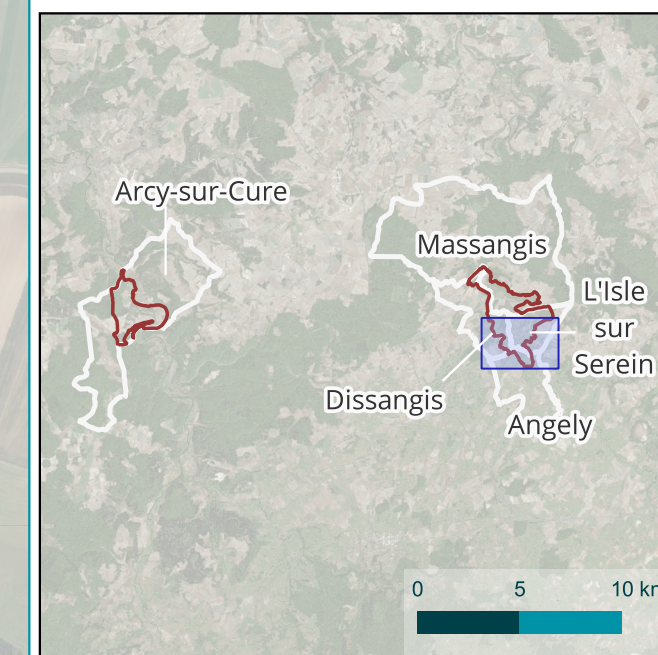 Arcy-sur-Cure
Massangis
L'Isle
sur
Serein
Dissangis
Angely
0 5 10 km